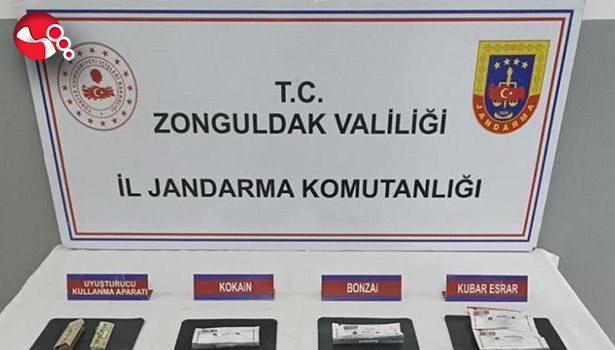 T.C.
ZONGULDAK VALİLİĞİ
İL JANDARMA KOMUTANLIĞI
JANDARMA
UYUŞTURUCU
KULLANMA APARATI
KOKAİN
BONZAİ
KUBAR ESRAR